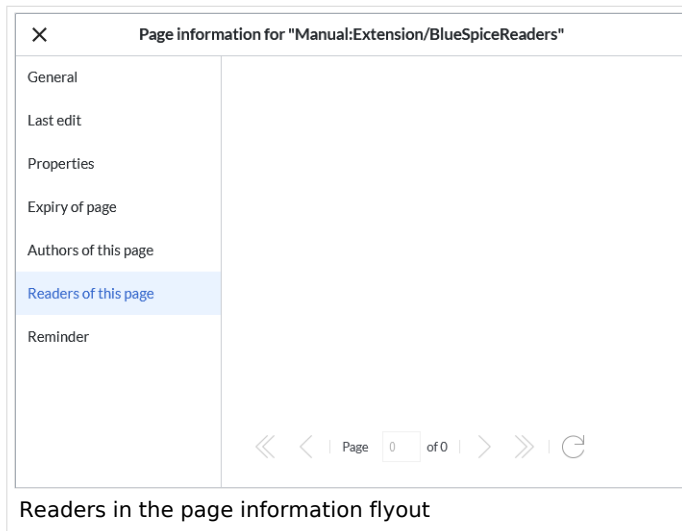 Page information for "Manual:Extension/BlueSpiceReaders"
General
Last edit
Properties
Expiry of page
Authors of this page
Readers of this page
Reminder
Page 0 of 0
Readers in the page information flyout